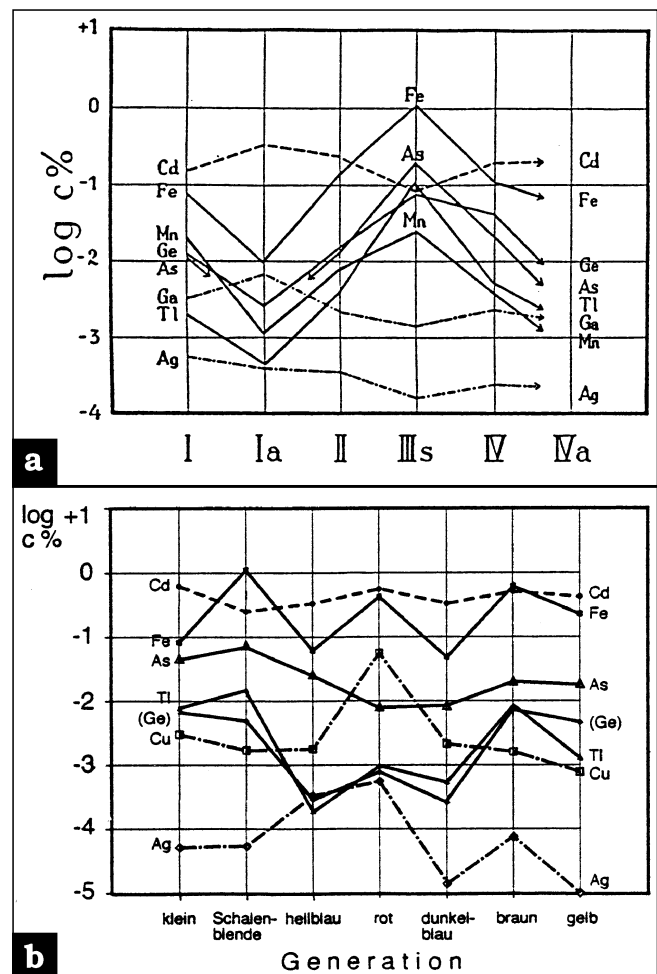 +1
0
-1
-2
-3
-4
log c%
Cd
Fe
Mn
Ge
As
Ga
Tl
Ag
Fe
As
Mn
Cd
Fe
Ge
As
Tl
Ga
Mn
Ag
I Ia II IIIs IV IVa
a
log +1
c%
0
-1
-2
-3
-4
-5
Cd
Fe
As
Tl
(Ge)
Cu
Ag
Cd
Fe
As
(Ge)
Tl
Cu
Ag
klein Schalen- hellblau rot dunkel- braun gelb
blende blau
Generation
b